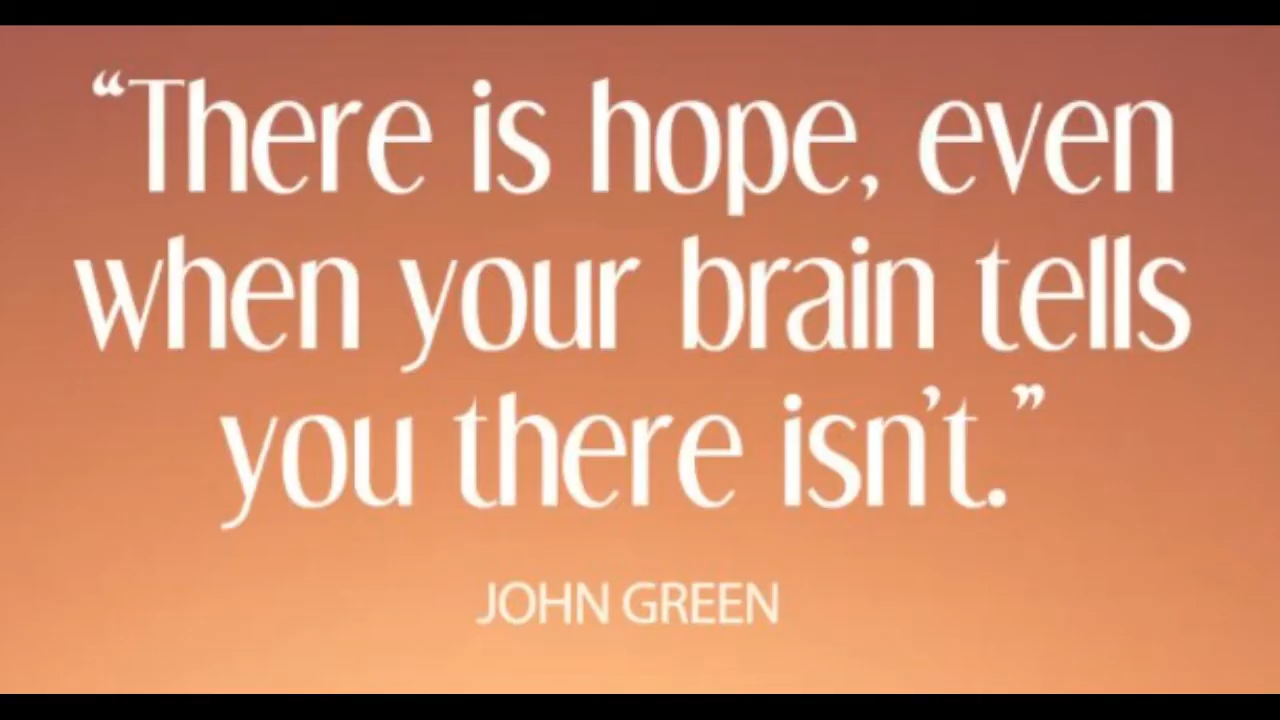 “There is hope, even
when your brain tells
you there isn’t.”
JOHN GREEN